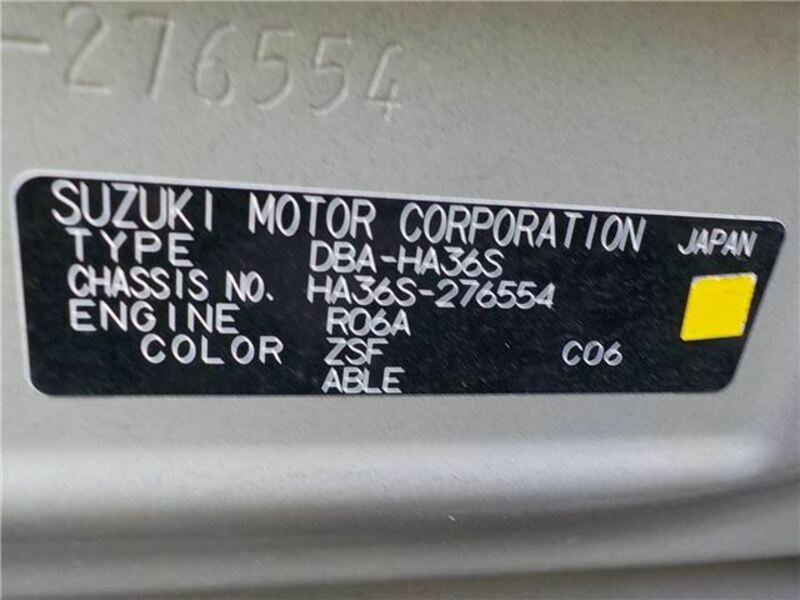 -276554
SUZUKI MOTOR CORPORATION JAPAN
TYPE DBA-HA36S
CHASSIS NO. HA36S-276554
ENGINE R06A
COLOR ZSF C06
ABLE